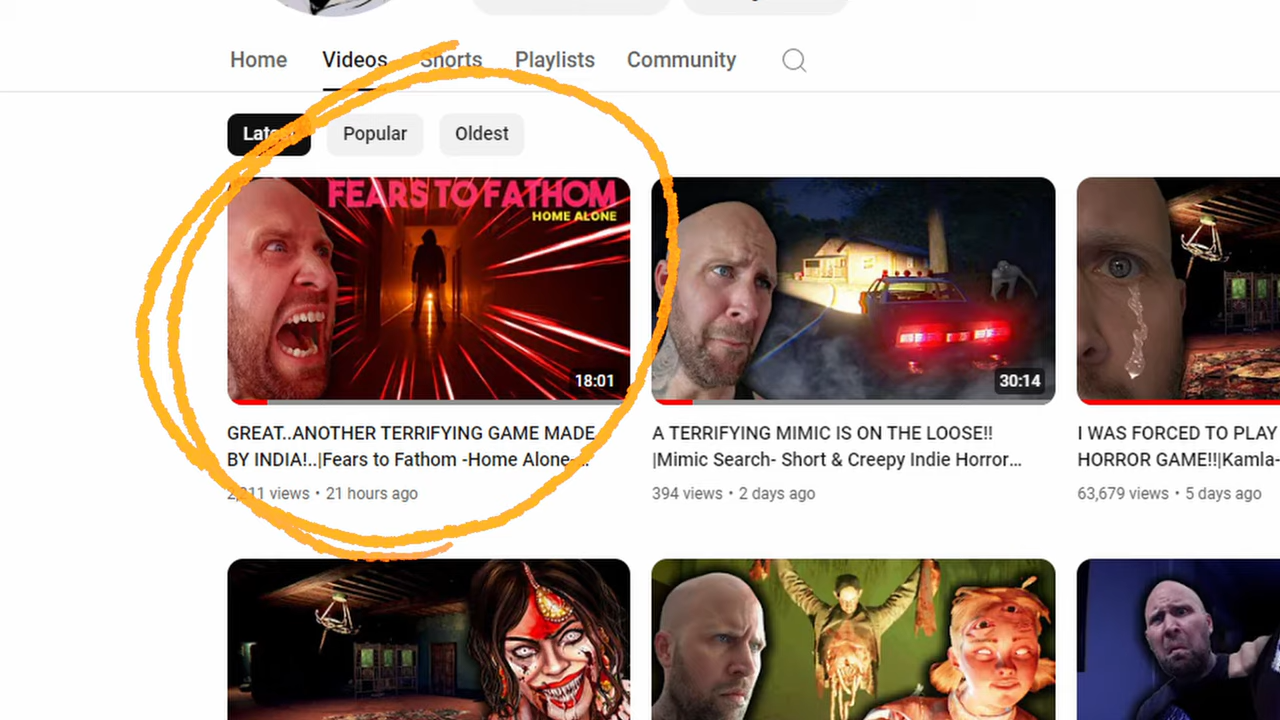 Home Videos Shorts Playlists Community
Latest Popular Oldest
FEARS TO FATHOM
HOME ALONE
18:01
30:14
GREAT..ANOTHER TERRIFYING GAME MADE
BY INDIA!..|Fears to Fathom -Home Alone-...
2,211 views • 21 hours ago
A TERRIFYING MIMIC IS ON THE LOOSE!!
|Mimic Search- Short & Creepy Indie Horror...
394 views • 2 days ago
I WAS FORCED TO PLAY
HORROR GAME!!|Kamla-
63,679 views • 5 days ago